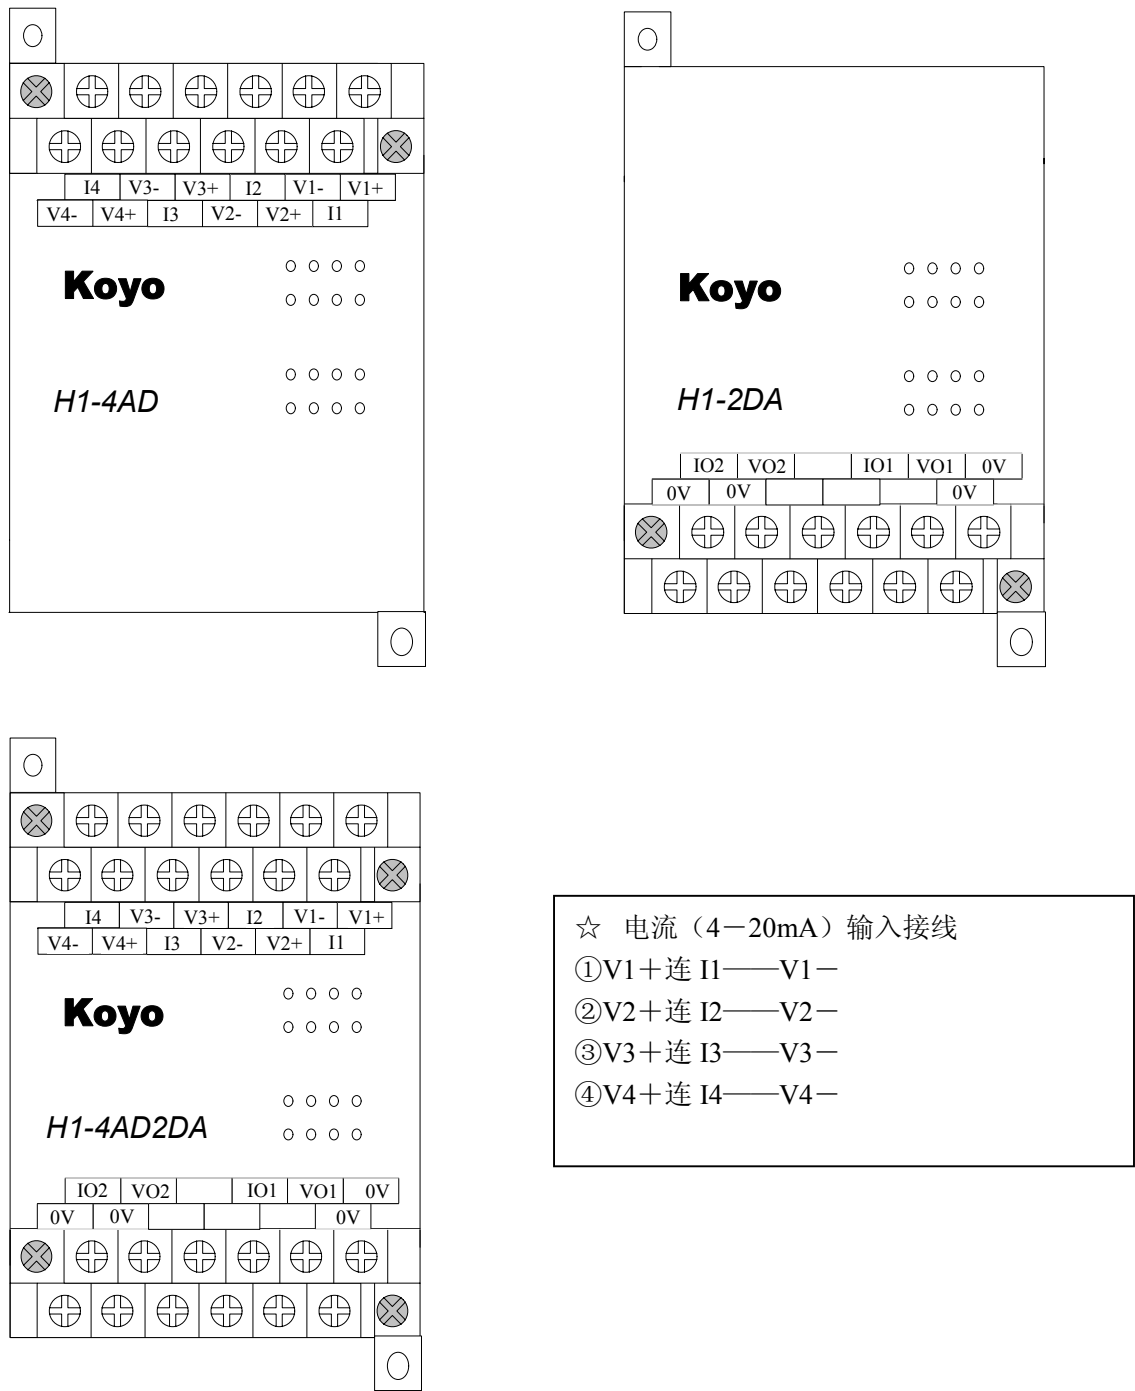 I4 V3- V3+ I2 V1- V1+
V4- V4+ I3 V2- V2+ I1
Koyo
H1-4AD
Koyo
H1-2DA
IO2 VO2 IO1 VO1 0V
0V 0V 0V
I4 V3- V3+ I2 V1- V1+
V4- V4+ I3 V2- V2+ I1
Koyo
H1-4AD2DA
IO2 VO2 IO1 VO1 0V
0V 0V 0V
☆ 电流（4－20mA）输入接线
①V1＋连 I1——V1－
②V2＋连 I2——V2－
③V3＋连 I3——V3－
④V4＋连 I4——V4－